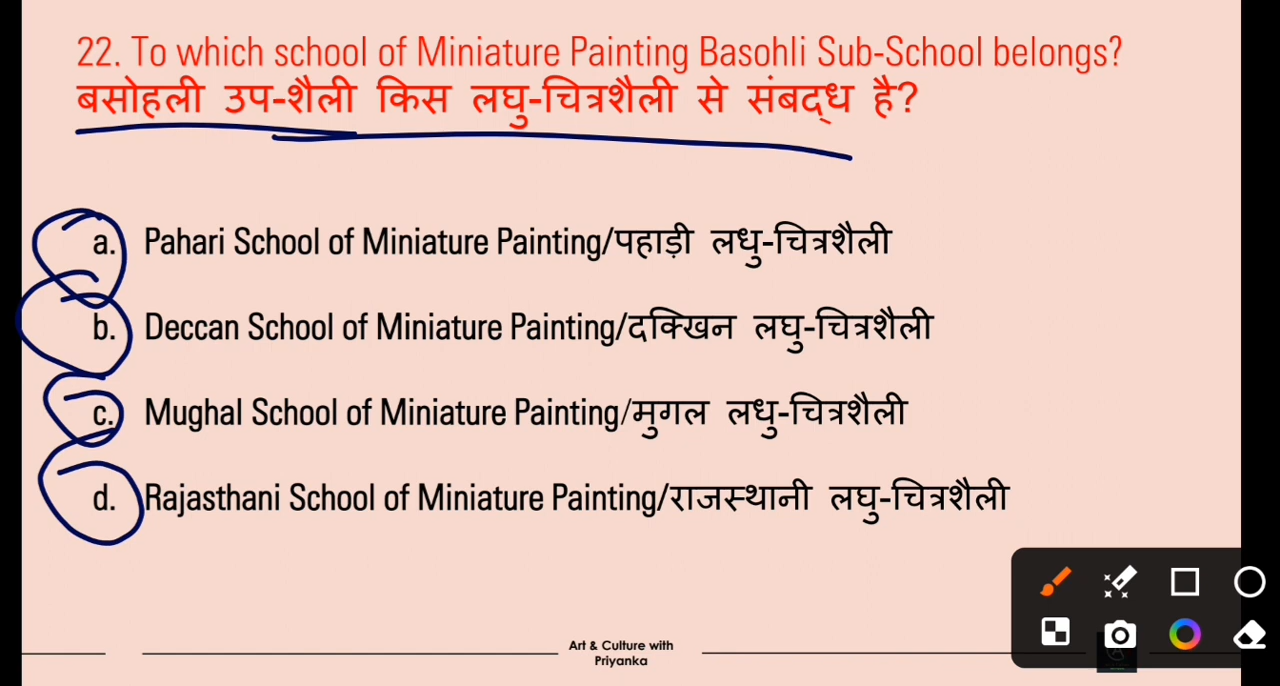 22. To which school of Miniature Painting Basohli Sub-School belongs?
बसोहली उप-शैली किस लघु-चित्रशैली से संबद्ध है?
a. Pahari School of Miniature Painting/पहाड़ी लधु-चित्रशैली
b. Deccan School of Miniature Painting/दक्खिन लघु-चित्रशैली
c. Mughal School of Miniature Painting/मुगल लधु-चित्रशैली
d. Rajasthani School of Miniature Painting/राजस्थानी लघु-चित्रशैली
Art & Culture with
Priyanka